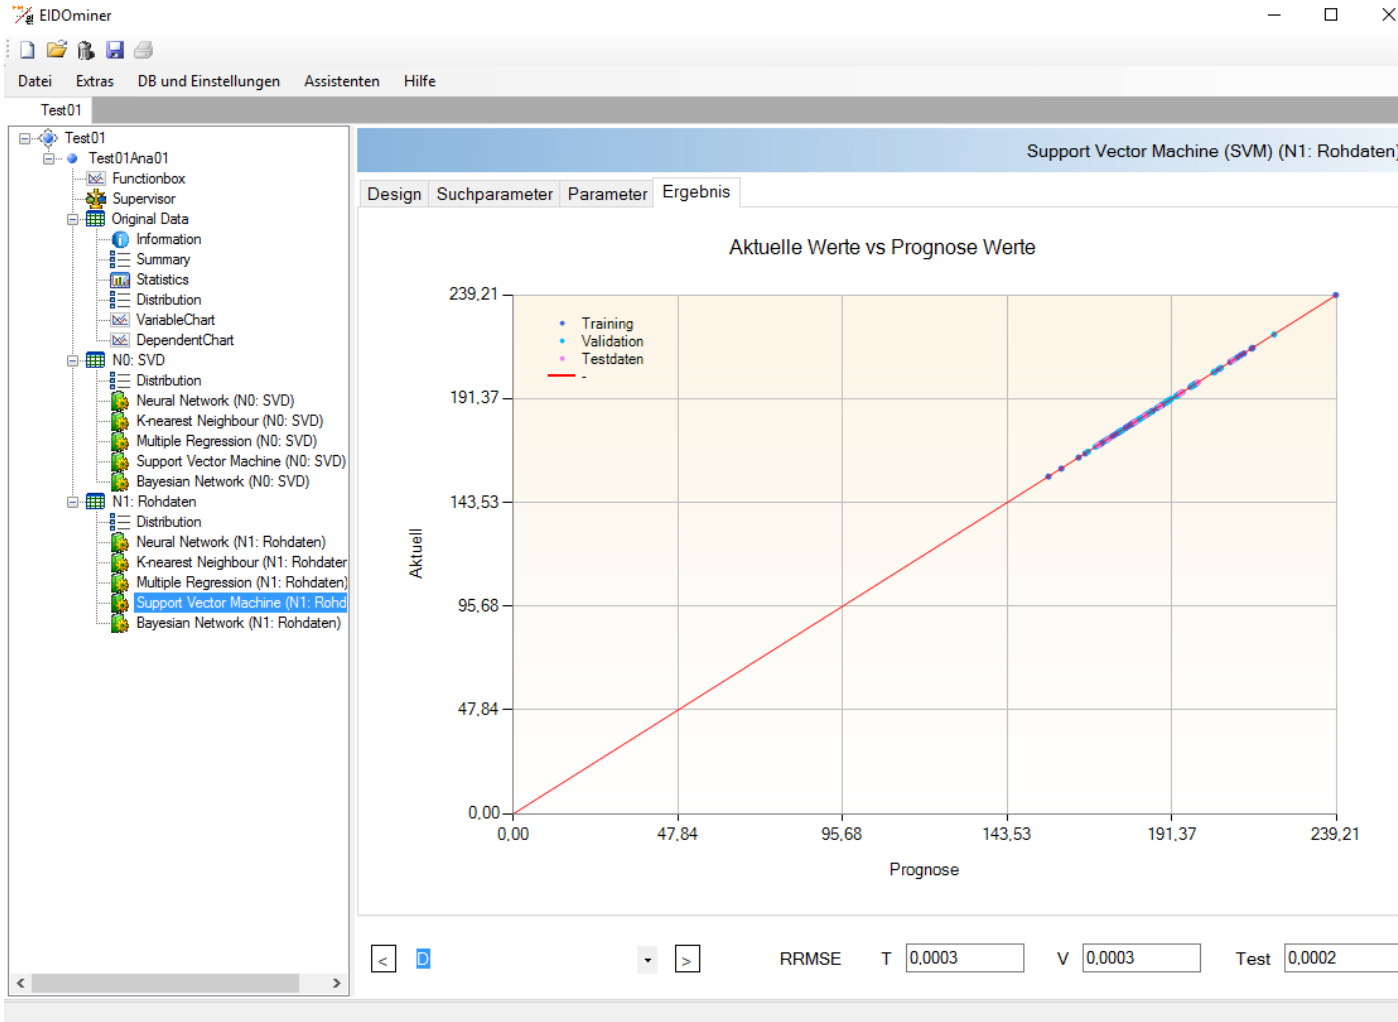 EIDOminer
Datei Extras DB und Einstellungen Assistenten Hilfe
Test01
Test01
Test01Ana01
Functionbox
Supervisor
Original Data
Information
Summary
Statistics
Distribution
VariableChart
DependentChart
N0: SVD
Distribution
Neural Network (N0: SVD)
K-nearest Neighbour (N0: SVD)
Multiple Regression (N0: SVD)
Support Vector Machine (N0: SVD)
Bayesian Network (N0: SVD)
N1: Rohdaten
Distribution
Neural Network (N1: Rohdaten)
K-nearest Neighbour (N1: Rohdater
Multiple Regression (N1: Rohdaten)
Support Vector Machine (N1: Rohd
Bayesian Network (N1: Rohdaten)
Support Vector Machine (SVM) (N1: Rohdaten)
Design Suchparameter Parameter Ergebnis
Aktuelle Werte vs Prognose Werte
239,21
191,37
143,53
95,68
47,84
0,00
Aktuell
Training
Validation
Testdaten
-
0,00 47,84 95,68 143,53 191,37 239,21
Prognose
< D > RRMSE T 0,0003 V 0,0003 Test 0,0002